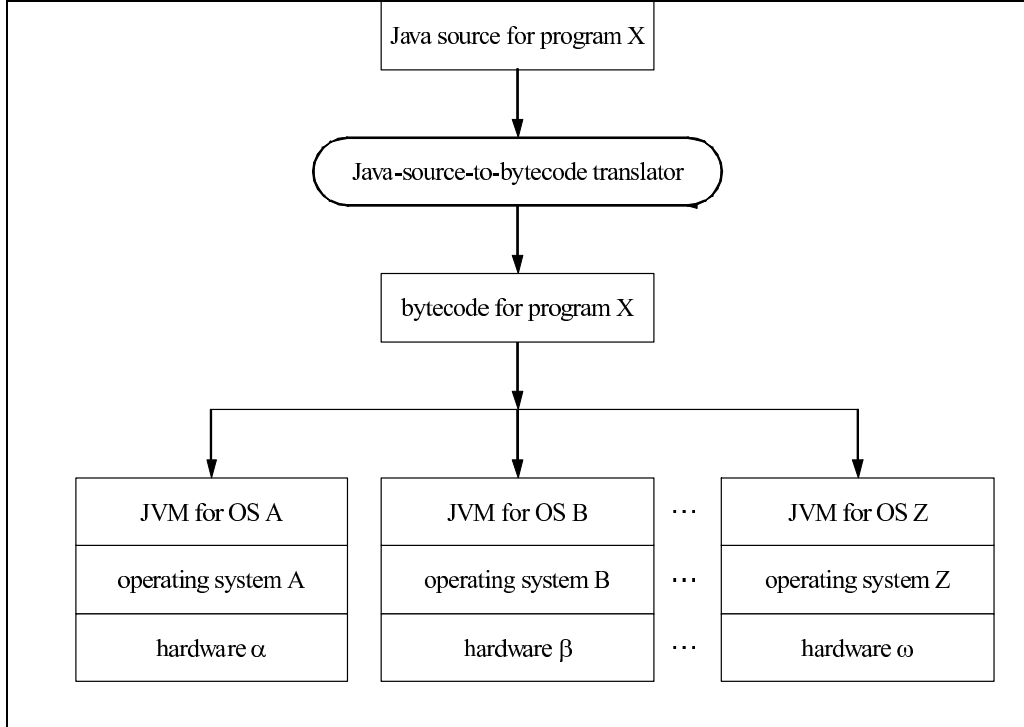 Java source for program X
Java-source-to-bytecode translator
bytecode for program X
JVM for OS A
JVM for OS B
…
JVM for OS Z
operating system A
operating system B
…
operating system Z
hardware α
hardware β
…
hardware ω